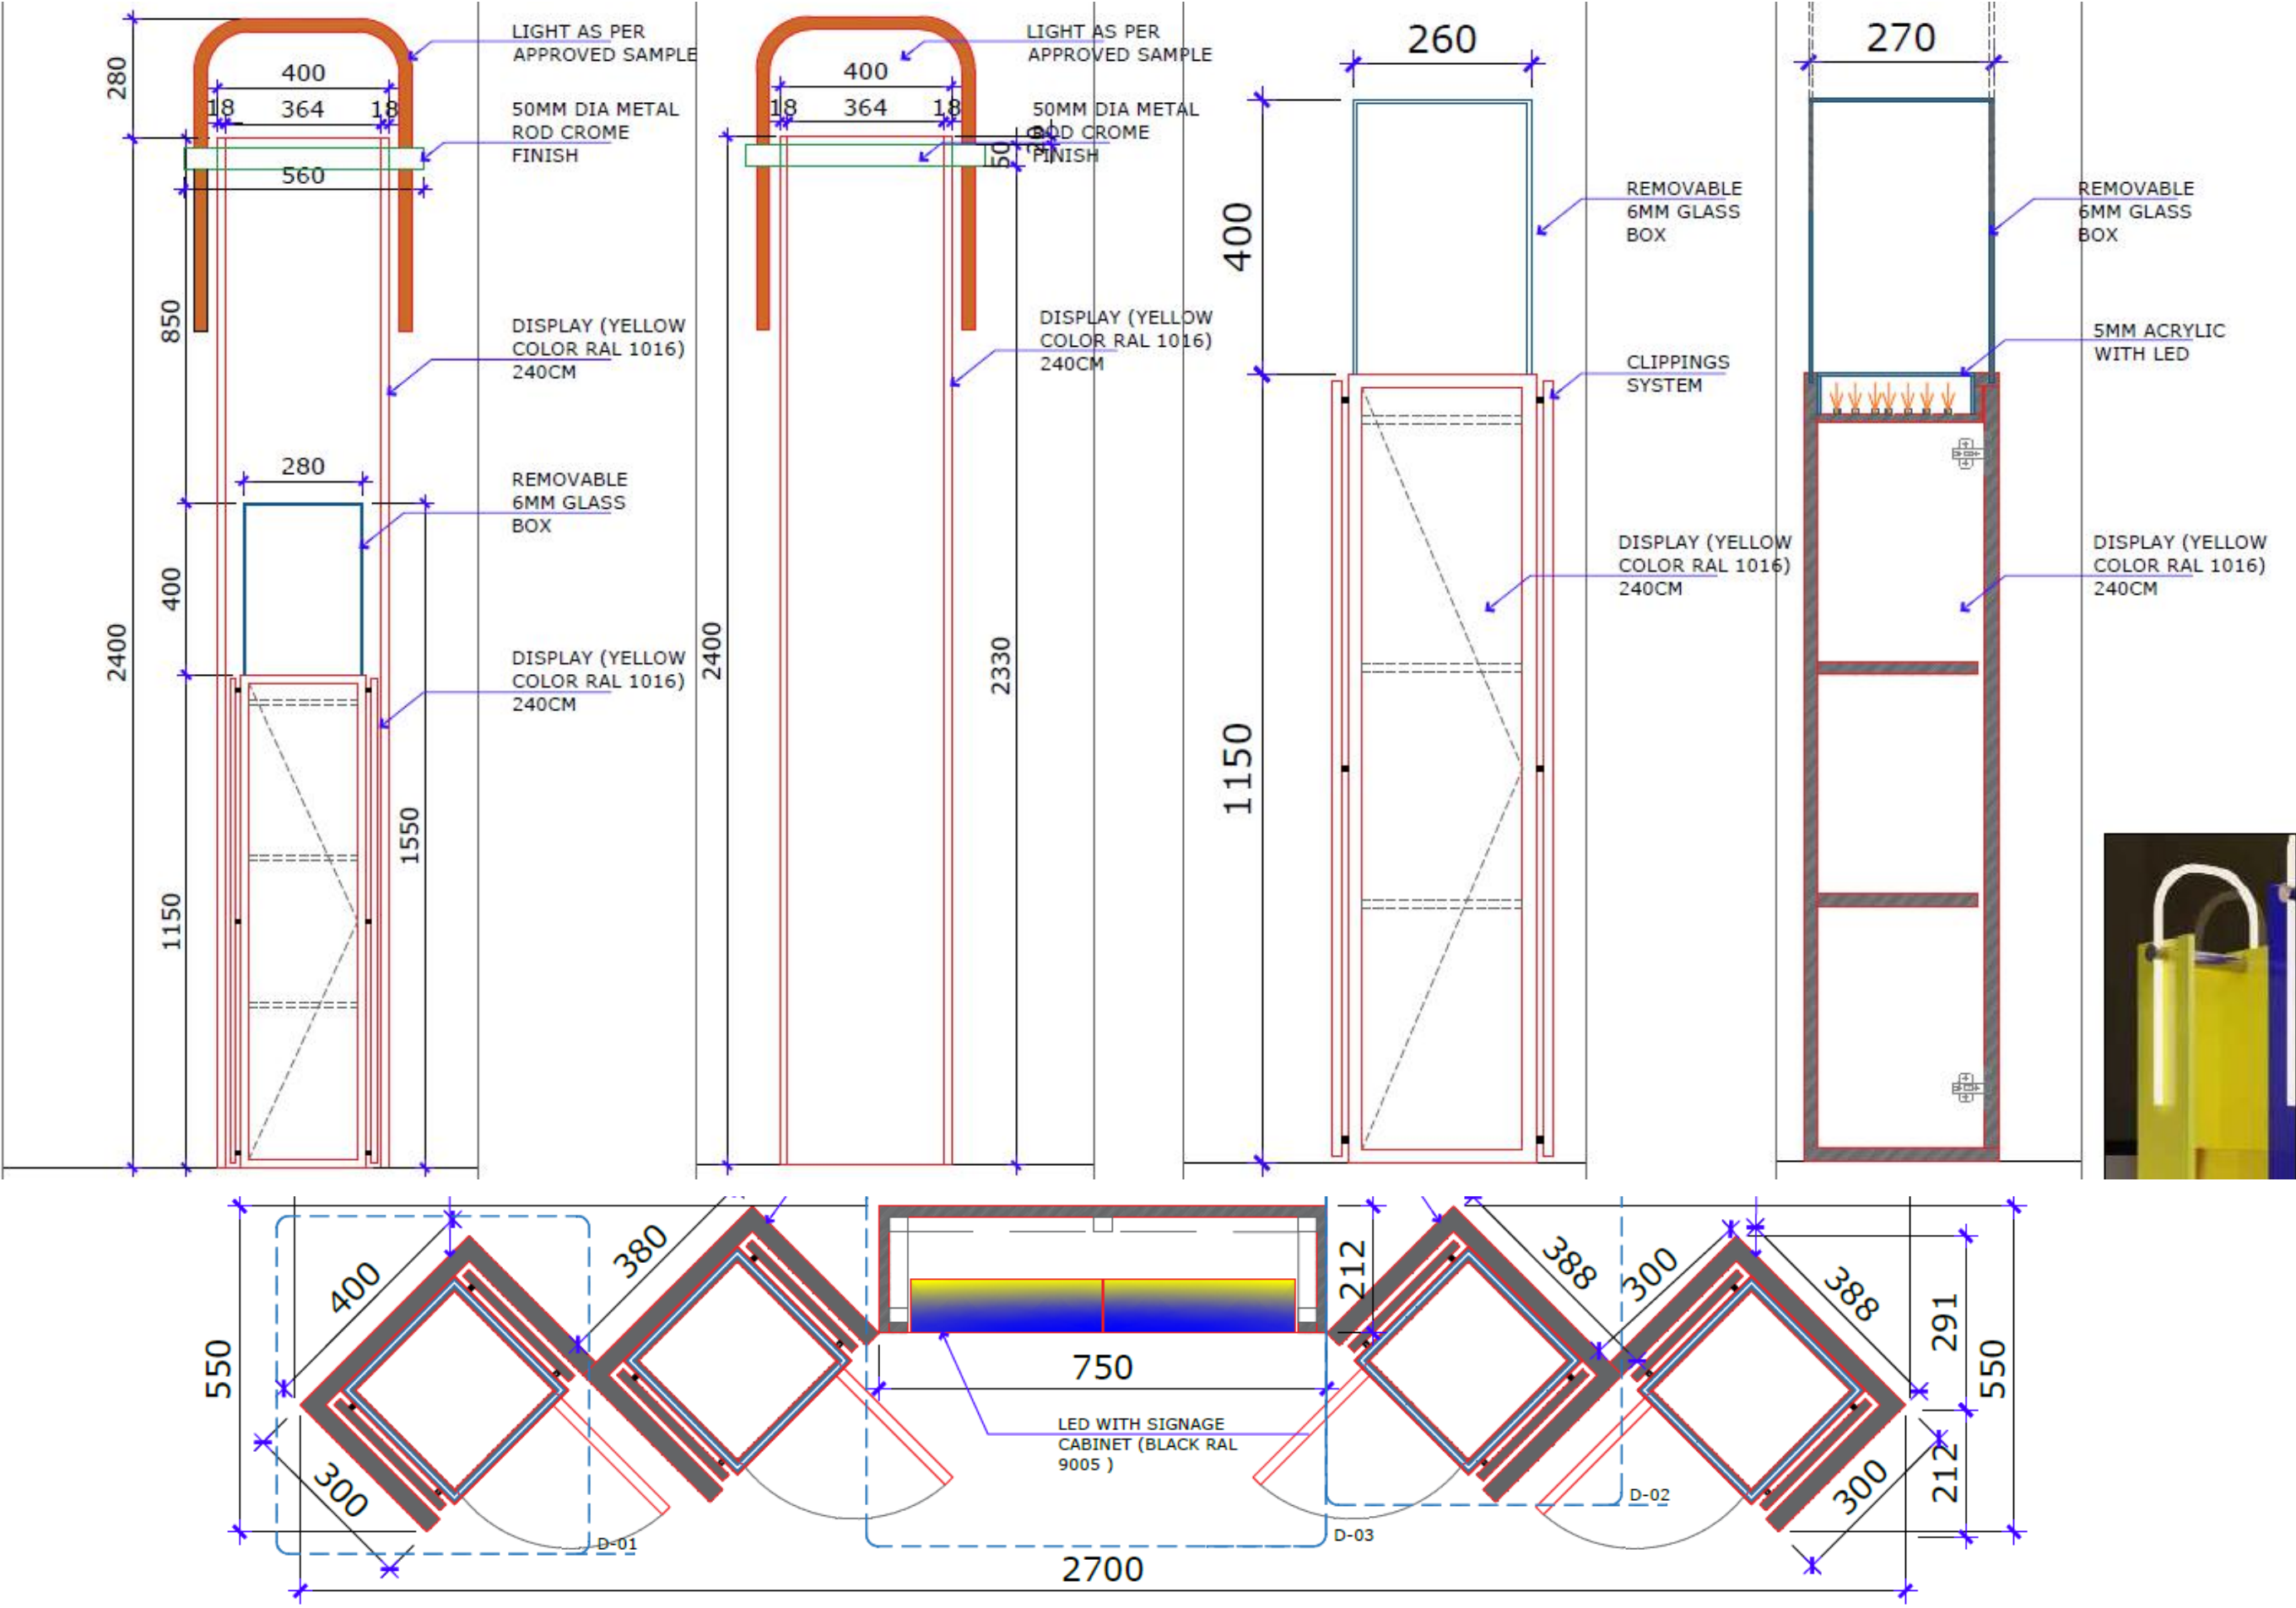 LIGHT AS PER
APPROVED SAMPLE
280
400
18
364
18
50MM DIA METAL
ROD CROME
FINISH
560
850
DISPLAY (YELLOW
COLOR RAL 1016)
240CM
280
REMOVABLE
6MM GLASS
BOX
400
2400
DISPLAY (YELLOW
COLOR RAL 1016)
240CM
1550
1150
LIGHT AS PER
APPROVED SAMPLE
400
18
364
18
50MM DIA METAL
ROD CROME
FINISH
50
20
DISPLAY (YELLOW
COLOR RAL 1016)
240CM
2400
2330
260
400
REMOVABLE
6MM GLASS
BOX
CLIPPINGS
SYSTEM
DISPLAY (YELLOW
COLOR RAL 1016)
240CM
1150
270
REMOVABLE
6MM GLASS
BOX
5MM ACRYLIC
WITH LED
DISPLAY (YELLOW
COLOR RAL 1016)
240CM
400
380
550
300
D-01
750
LED WITH SIGNAGE
CABINET (BLACK RAL
9005 )
D-03
212
388
300
388
291
550
212
300
D-02
2700